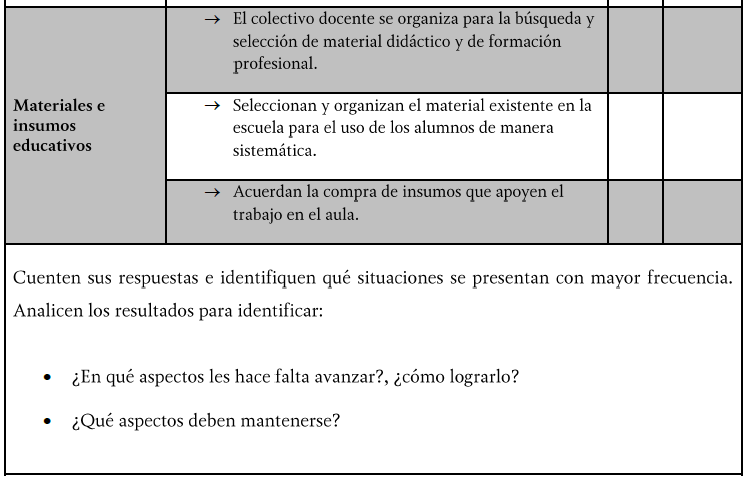 → El colectivo docente se organiza para la búsqueda y
selección de material didáctico y de formación
profesional.
Materiales e
insumos
educativos
→ Seleccionan y organizan el material existente en la
escuela para el uso de los alumnos de manera
sistemática.
→ Acuerdan la compra de insumos que apoyen el
trabajo en el aula.
Cuenten sus respuestas e identifiquen qué situaciones se presentan con mayor frecuencia.
Analicen los resultados para identificar:
• ¿En qué aspectos les hace falta avanzar?, ¿cómo lograrlo?
• ¿Qué aspectos deben mantenerse?